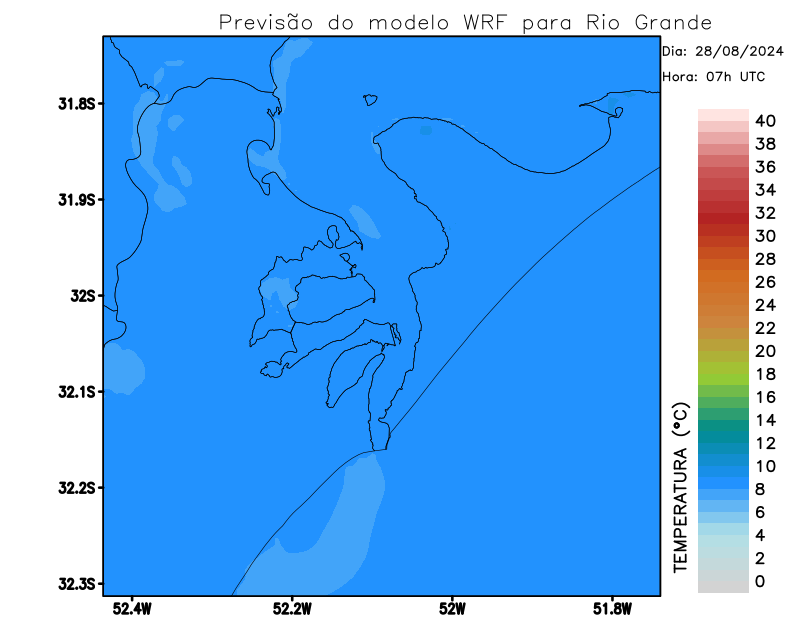 Previsão do modelo WRF para Rio Grande
Dia: 28/08/2024
Hora: 07h UTC
31.8S
31.9S
32S
32.1S
32.2S
32.3S
52.4W
52.2W
52W
51.8W
TEMPERATURA (°C)
40
38
36
34
32
30
28
26
24
22
20
18
16
14
12
10
8
6
4
2
0